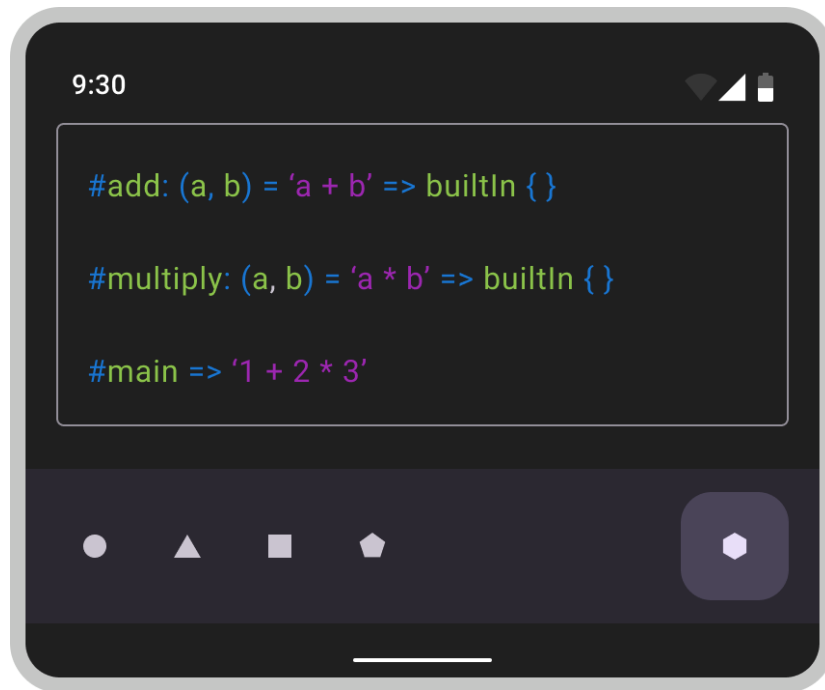 9:30
#add: (a, b) = ‘a + b’ => builtIn { }
#multiply: (a, b) = ‘a * b’ => builtIn { }
#main => ‘1 + 2 * 3’